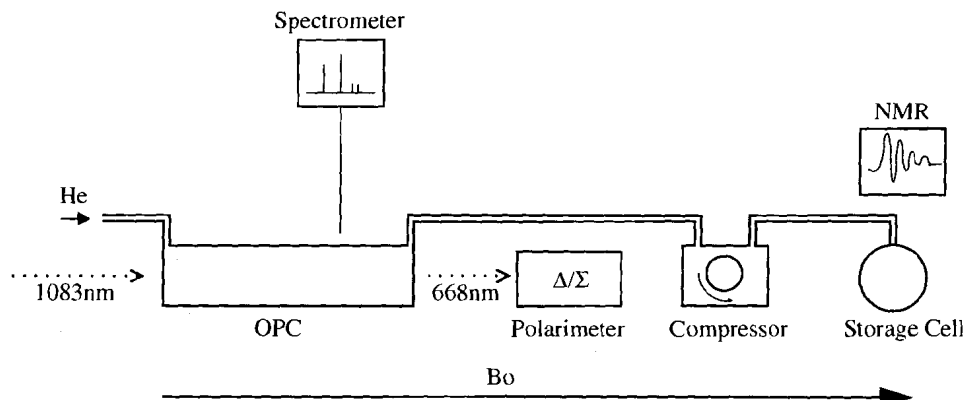 Spectrometer
NMR
He
1083nm
668nm
Δ/Σ
OPC
Polarimeter
Compressor
Storage Cell
Bo